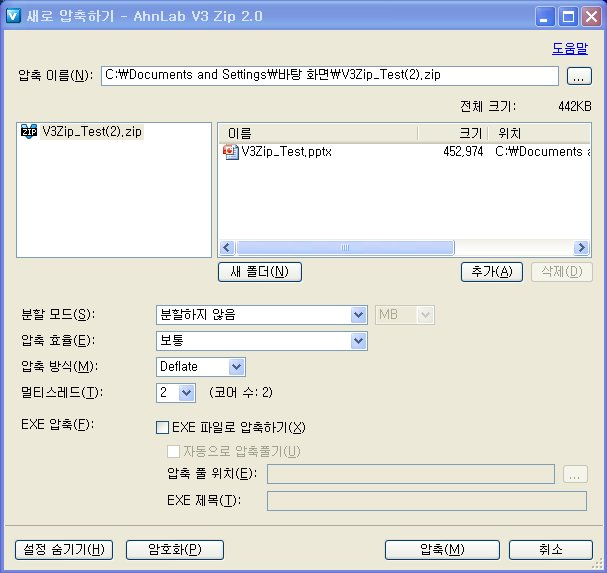 새로 압축하기 - AhnLab V3 Zip 2.0
도움말
압축 이름(N): C:₩Documents and Settings₩바탕 화면₩V3Zip_Test(2).zip ...
전체 크기: 442KB
ZIP V3Zip_Test(2).zip
이름 크기 위치
V3Zip_Test.pptx 452,974 C:₩Documents a
새 폴더(N) 추가(A) 삭제(D)
분할 모드(S): 분할하지 않음 MB
압축 효율(E): 보통
압축 방식(M): Deflate
멀티스레드(T): 2 (코어 수: 2)
EXE 압축(F): EXE 파일로 압축하기(X)
자동으로 압축풀기(U)
압축 풀 위치(E): ...
EXE 제목(T):
설정 숨기기(H) 암호화(P) 압축(M) 취소